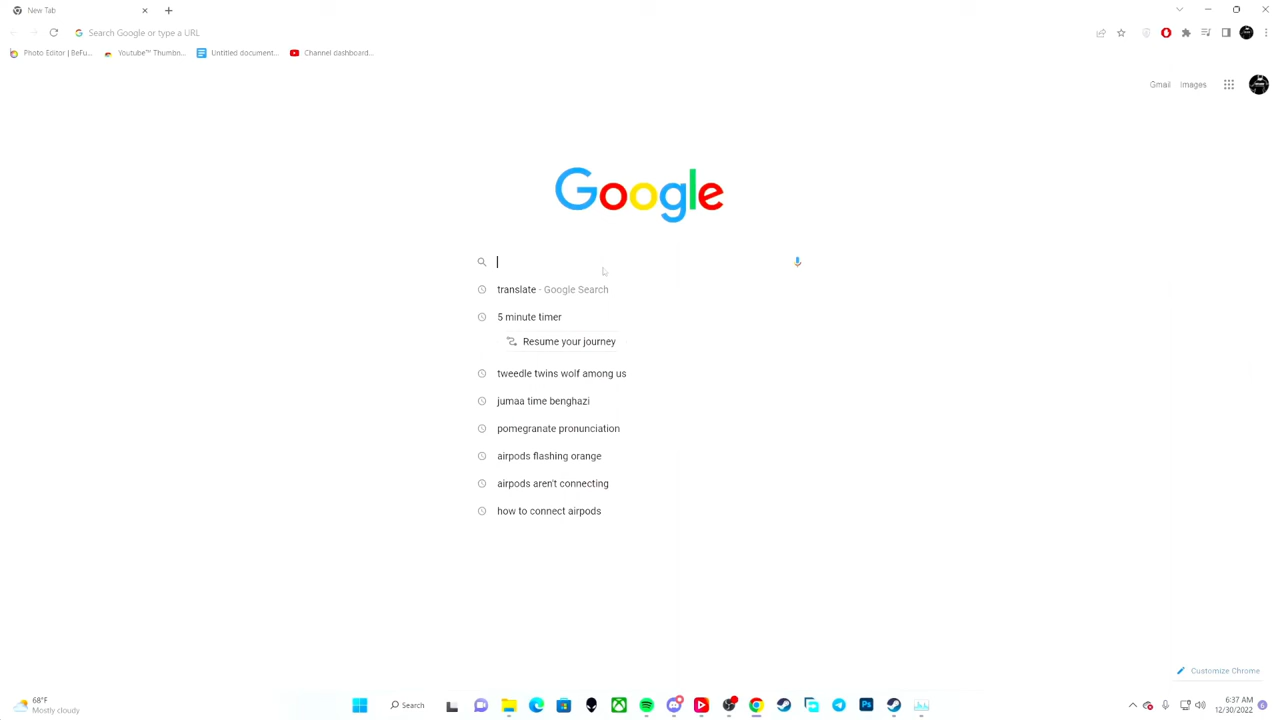 New Tab
Search Google or type a URL
Photo Editor | BeFu...
Youtube™ Thumbn...
Untitled document...
Channel dashboard...
Gmail
Images
Google
translate - Google Search
5 minute timer
Resume your journey
tweedle twins wolf among us
jumaa time benghazi
pomegranate pronunciation
airpods flashing orange
airpods aren't connecting
how to connect airpods
Customize Chrome
68°F
Mostly cloudy
Search
Ps
6:37 AM
12/30/2022
6